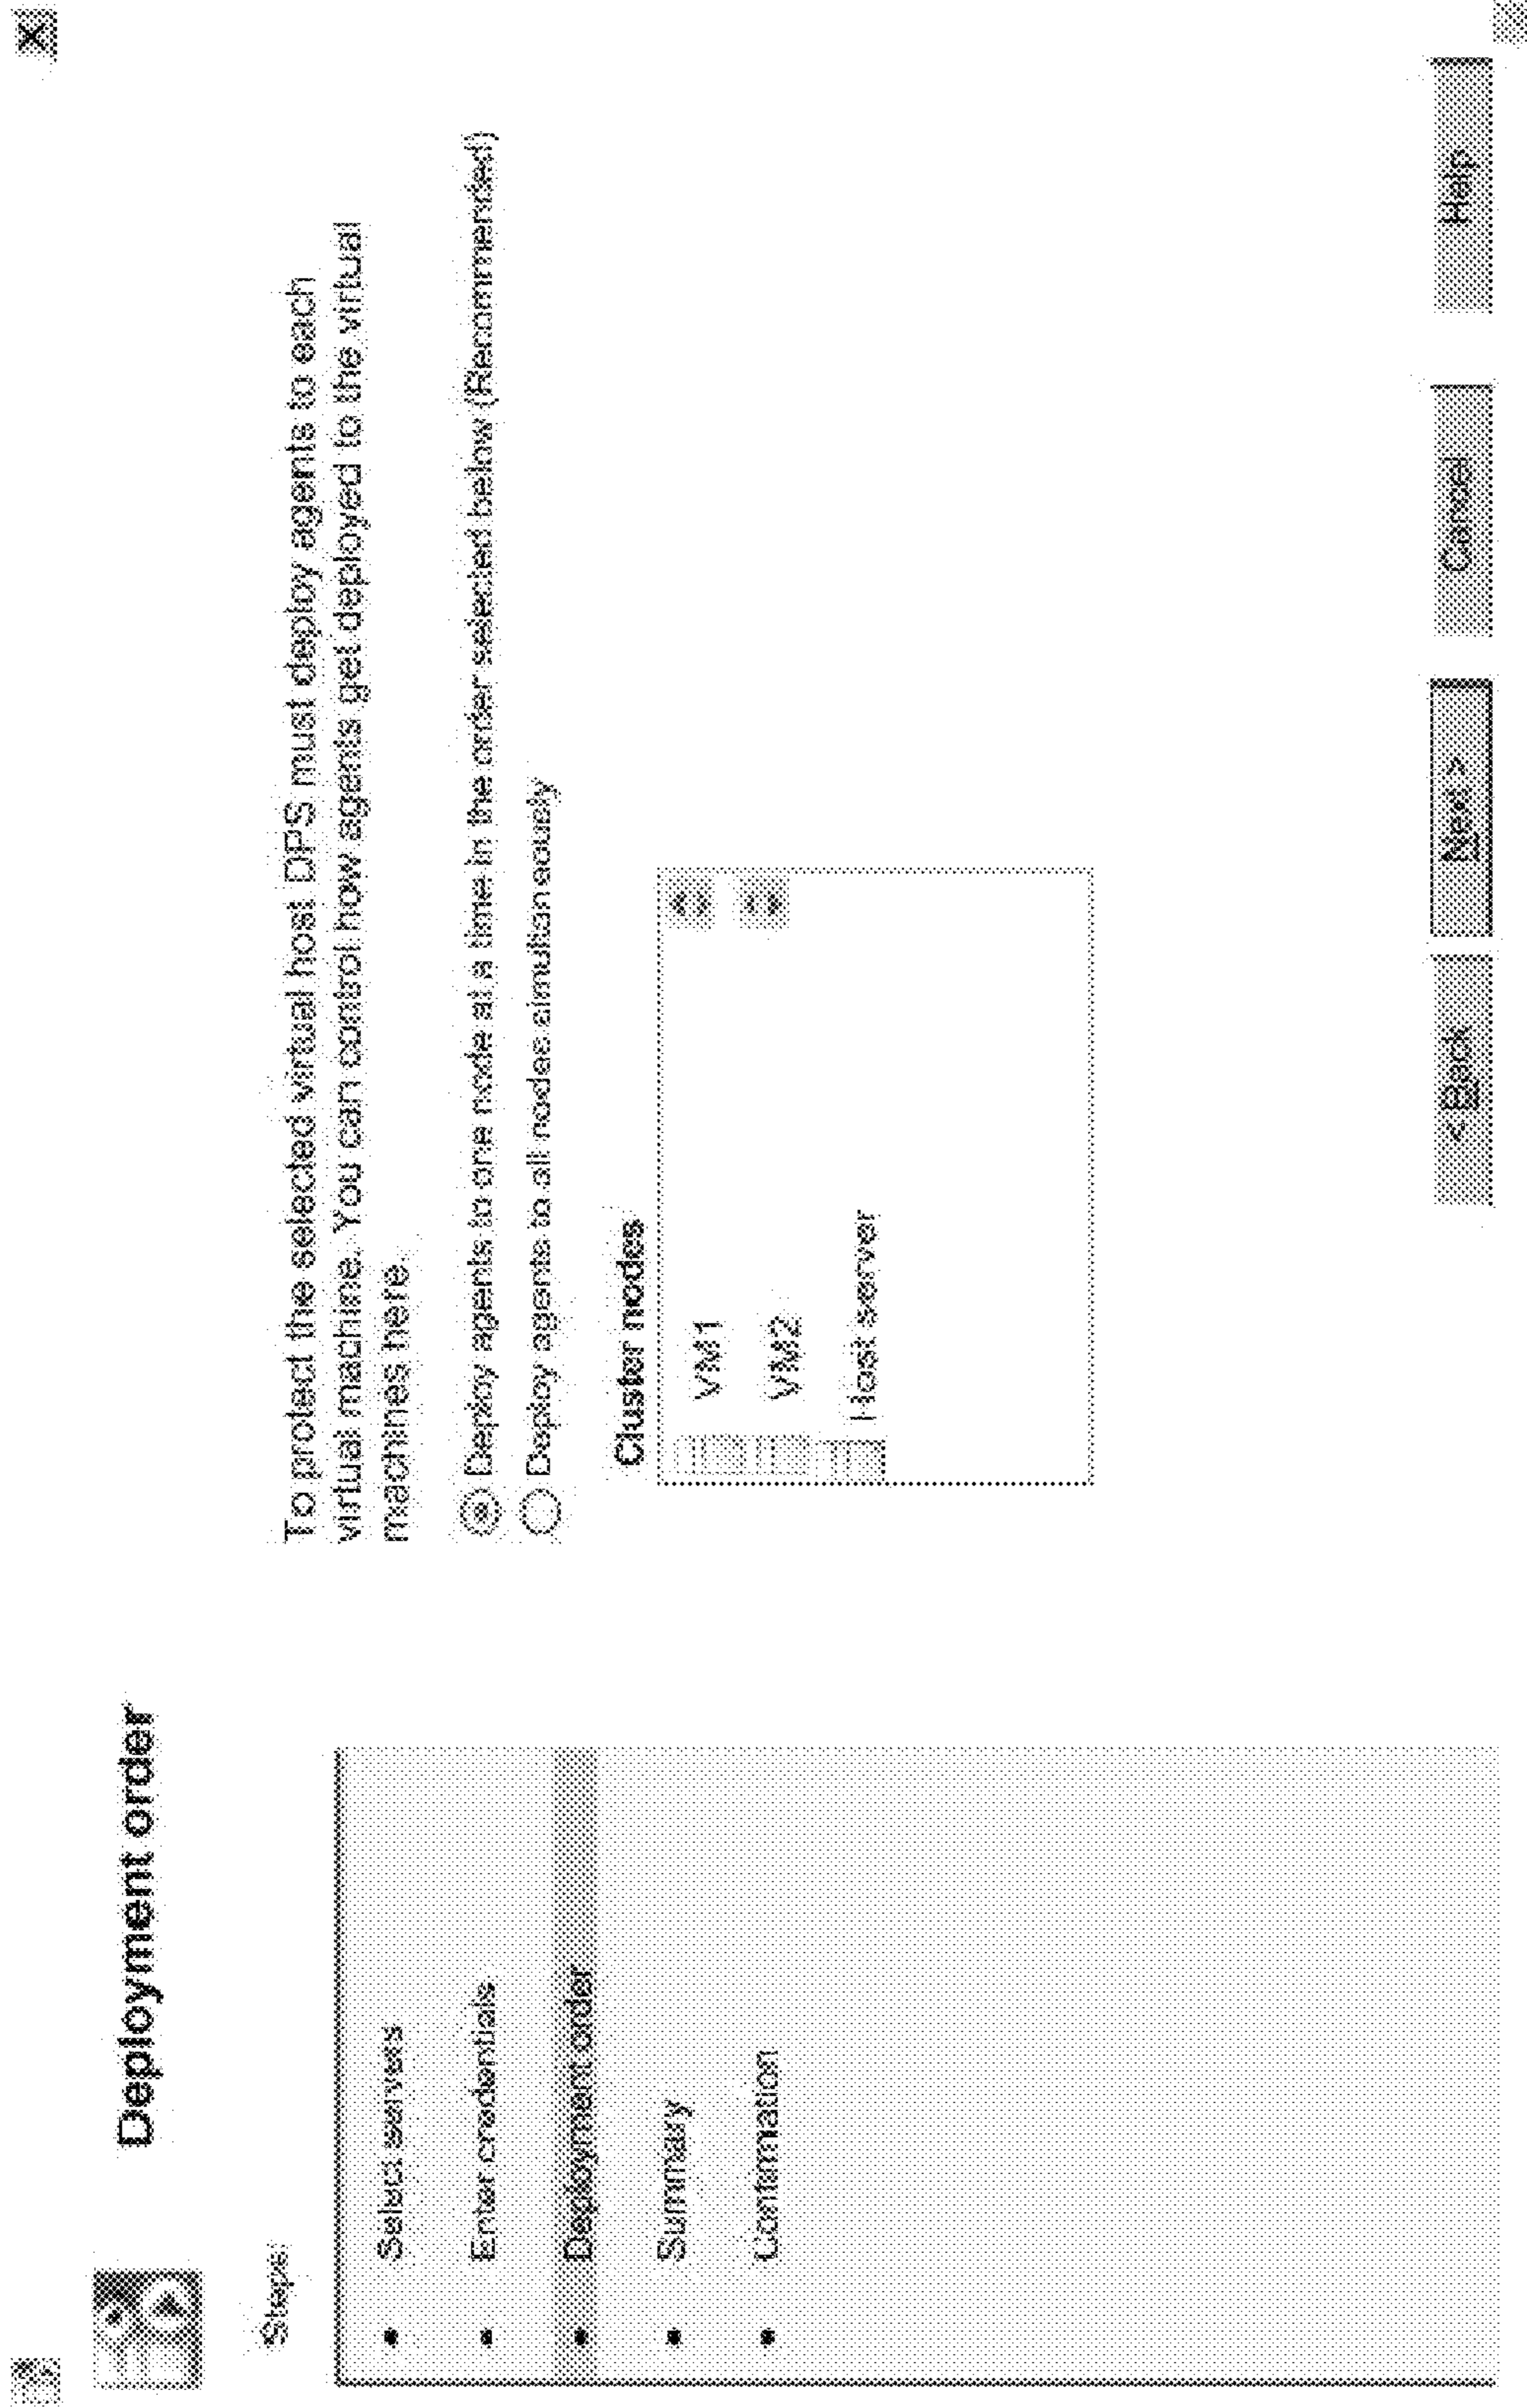 X
Deployment order
Steps:
• Select servers
• Enter credentials
• Deployment order
• Summary
• Confirmation
To protect the selected virtual host DPS must deploy agents to each
virtual machine. You can control how agents get deployed to the virtual
machines here.
Deploy agents to one node at a time in the order selected below (Recommended)
Deploy agents to all nodes simultaneously
Cluster nodes
VM1
VM2
Host server
< Back
Next >
Cancel
Help